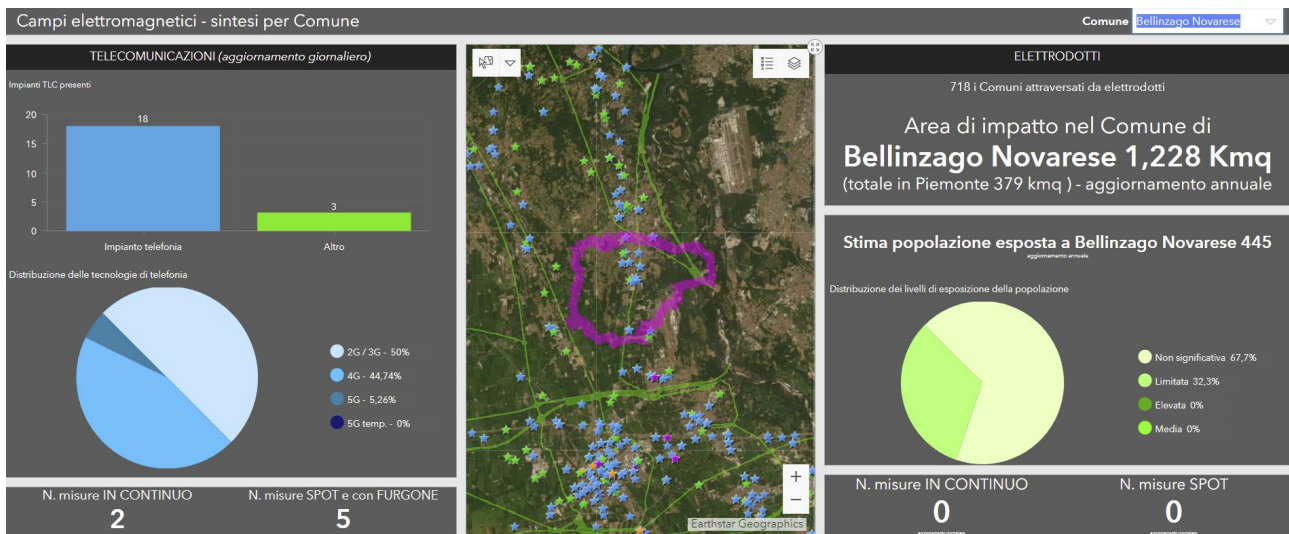 Campi elettromagnetici - sintesi per Comune
Comune Bellinzago Novarese
TELECOMUNICAZIONI (aggiornamento giornaliero)
Impianti TLC presenti
20
15
10
5
0
18
3
Impianto telefonia
Altro
Distribuzione delle tecnologie di telefonia
2G / 3G - 50%
4G - 44,74%
5G - 5,26%
5G temp. - 0%
N. misure IN CONTINUO
2
N. misure SPOT e con FURGONE
5
+
−
Earthstar Geographics
ELETTRODOTTI
718 i Comuni attraversati da elettrodotti
Area di impatto nel Comune di
Bellinzago Novarese 1,228 Kmq
(totale in Piemonte 379 kmq ) - aggiornamento annuale
Stima popolazione esposta a Bellinzago Novarese 445
aggiornamento annuale
Distribuzione dei livelli di esposizione della popolazione
Non significativa 67,7%
Limitata 32,3%
Elevata 0%
Media 0%
N. misure IN CONTINUO
0
aggiornamento giornaliero
N. misure SPOT
0
aggiornamento giornaliero